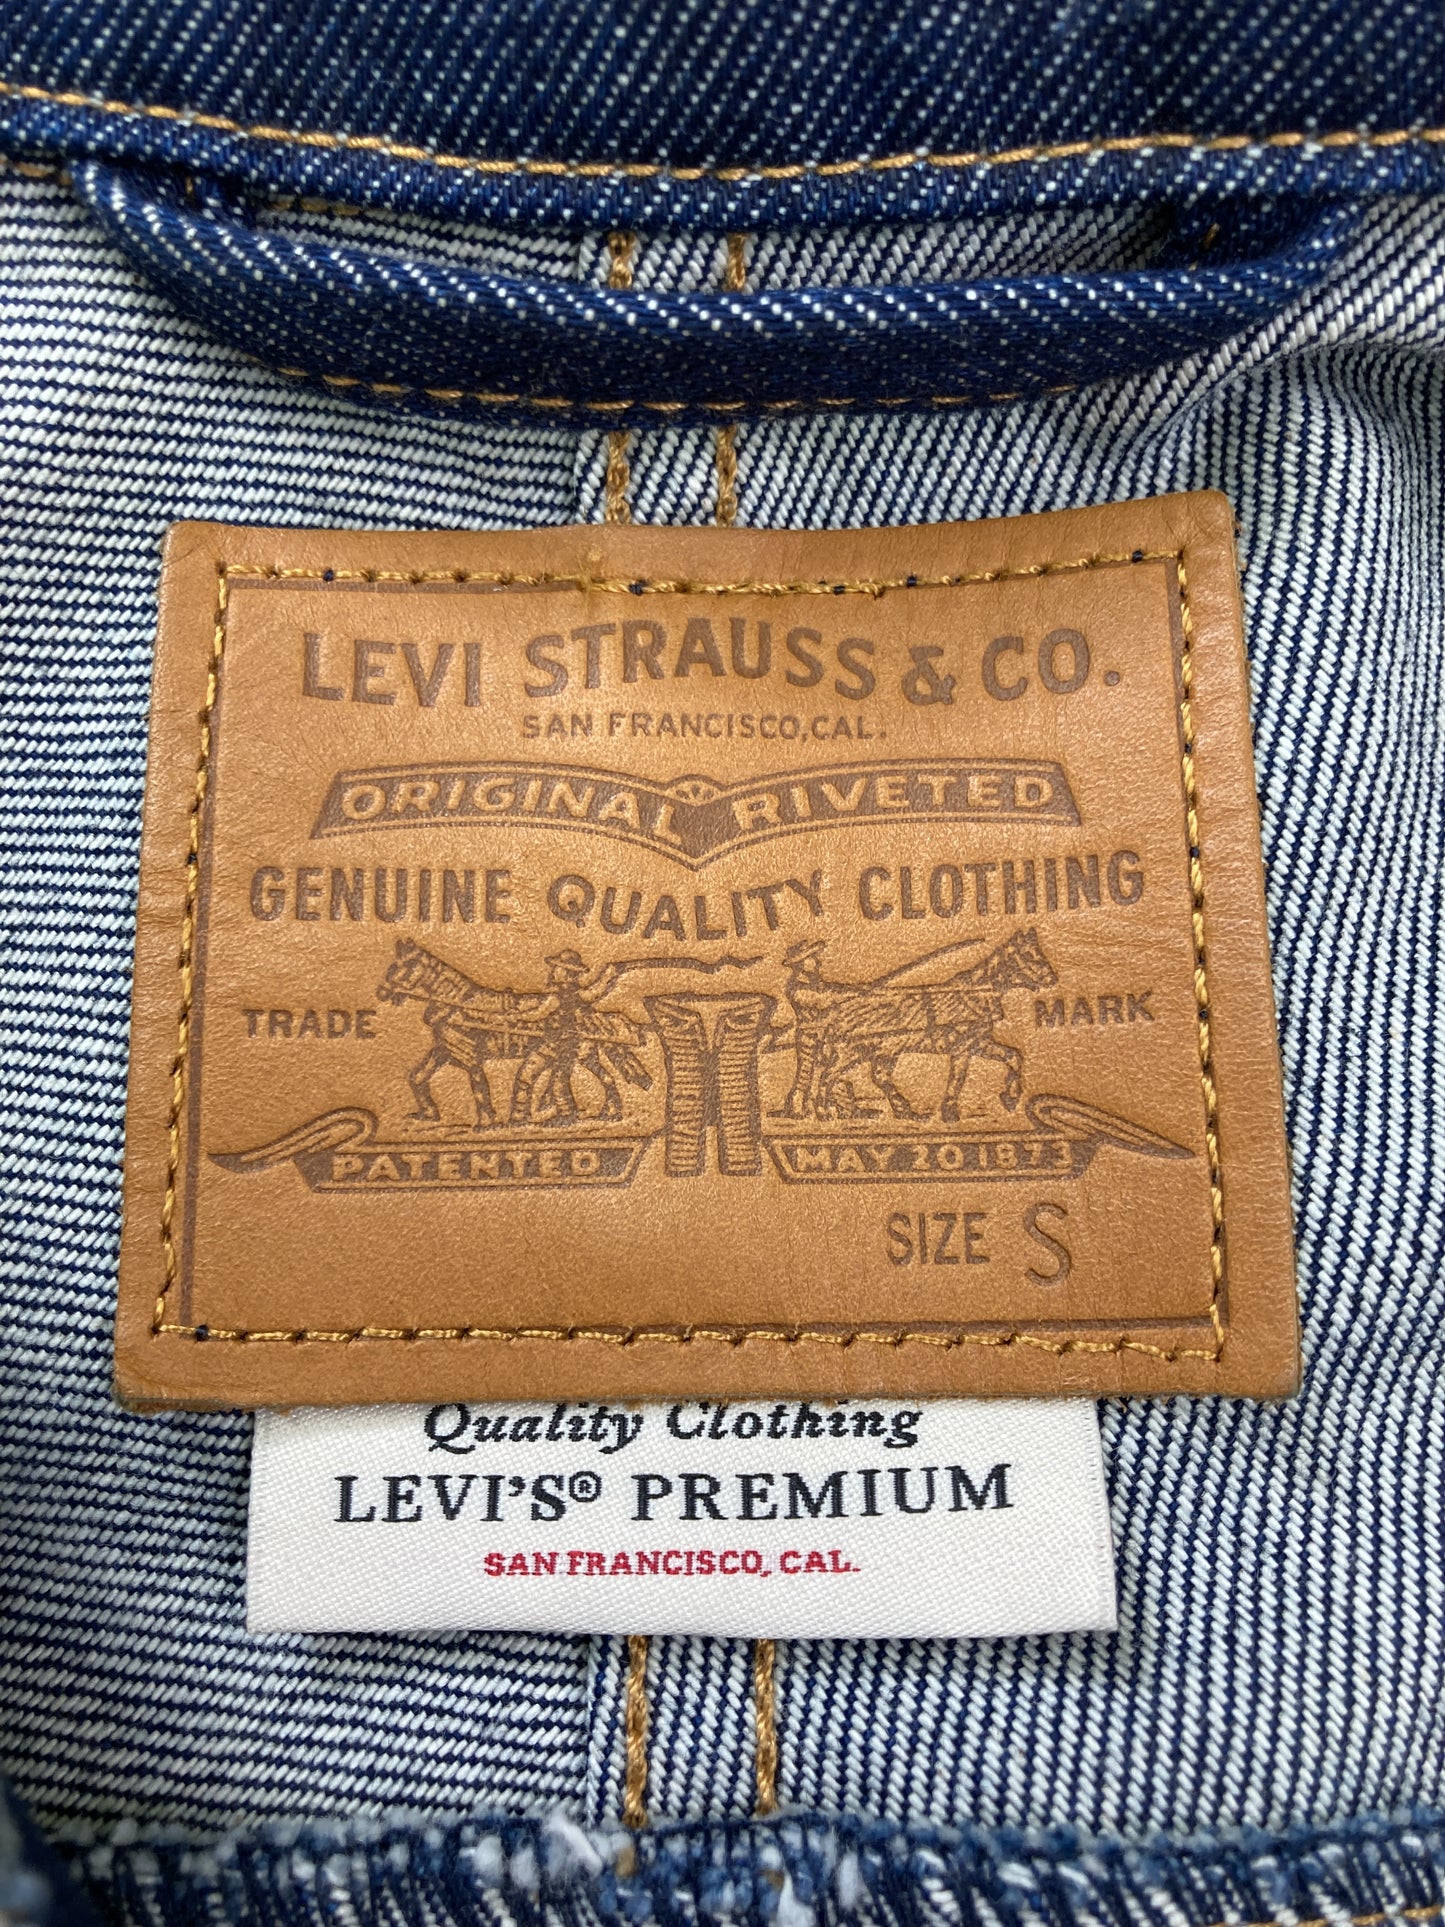 LEVI STRAUSS & CO.
SAN FRANCISCO, CAL.
ORIGINAL RIVETED
GENUINE QUALITY CLOTHING
TRADE MARK
PATENTED MAY 20 1873
SIZE S
Quality Clothing
LEVI'S® PREMIUM
SAN FRANCISCO, CAL.